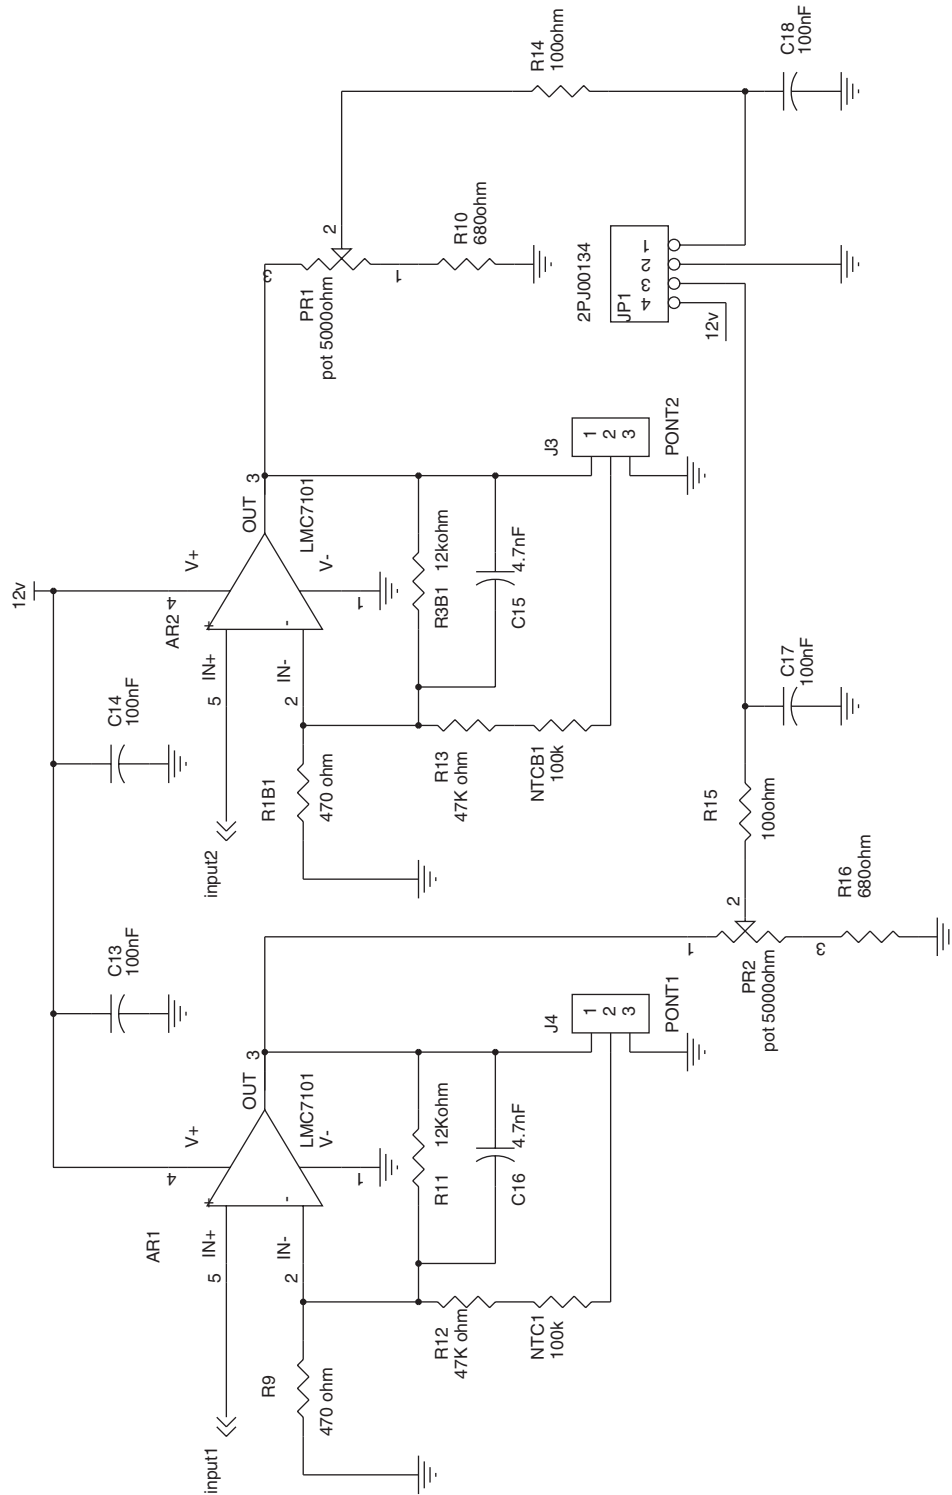 12v
C13
100nF
C14
100nF
AR1
4
V+
IN+
5
+
-
IN-
2
OUT
3
LMC7101
V-
1
input1
R9
470 ohm
R11
12Kohm
C16
4.7nF
R12
47K ohm
NTC1
100k
J4
1
2
3
PONT1
AR2
4
V+
IN+
5
+
-
IN-
2
OUT
3
LMC7101
V-
1
input2
R1B1
470 ohm
R3B1
12kohm
C15
4.7nF
R13
47K ohm
NTCB1
100k
J3
1
2
3
PONT2
3
2
1
PR1
pot 5000ohm
R10
680ohm
R14
100ohm
C18
100nF
2PJ00134
JP1
4
3
2
1
12v
1
2
3
PR2
pot 5000ohm
R16
680ohm
R15
100ohm
C17
100nF